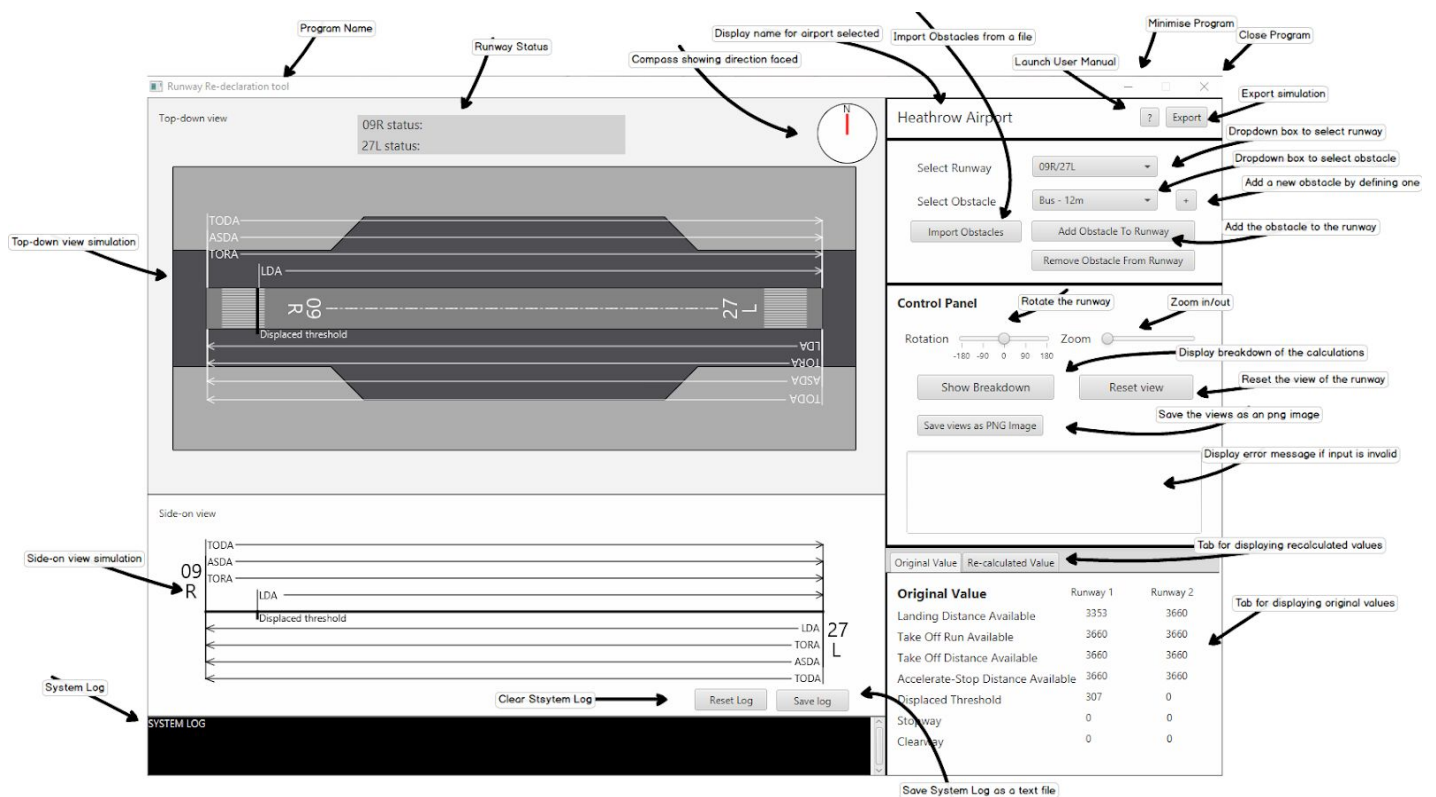 Program Name
Runway Status
Compass showing direction faced
Display name for airport selected
Import Obstacles from a file
Launch User Manual
Minimise Program
Close Program
Export simulation
Dropdown box to select runway
Dropdown box to select obstacle
Add a new obstacle by defining one
Add the obstacle to the runway
Top-down view simulation
Runway Re-declaration tool
Top-down view
09R status:
27L status:
N
TODA
ASDA
TORA
LDA
09
R
27
L
Displaced threshold
LDA
TORA
ASDA
TODA
Heathrow Airport
?
Export
Select Runway
09R/27L
Select Obstacle
Bus - 12m
+
Import Obstacles
Add Obstacle To Runway
Remove Obstacle From Runway
Control Panel
Rotate the runway
Zoom in/out
Rotation
-180 -90 0 90 180
Zoom
Display breakdown of the calculations
Show Breakdown
Reset view
Reset the view of the runway
Save views as PNG Image
Save the views as an png image
Display error message if input is invalid
Side-on view
Side-on view simulation
TODA
ASDA
TORA
LDA
09
R
Displaced threshold
LDA
TORA
ASDA
TODA
27
L
System Log
Clear Staytem Log
Reset Log
Save log
SYSTEM LOG
Save System Log as a text file
Tab for displaying recalculated values
Original Value
Re-calculated Value
Tab for displaying original values
Original Value Runway 1 Runway 2
Landing Distance Available 3353 3660
Take Off Run Available 3660 3660
Take Off Distance Available 3660 3660
Accelerate-Stop Distance Available 3660 3660
Displaced Threshold 307 0
Stopway 0 0
Clearway 0 0